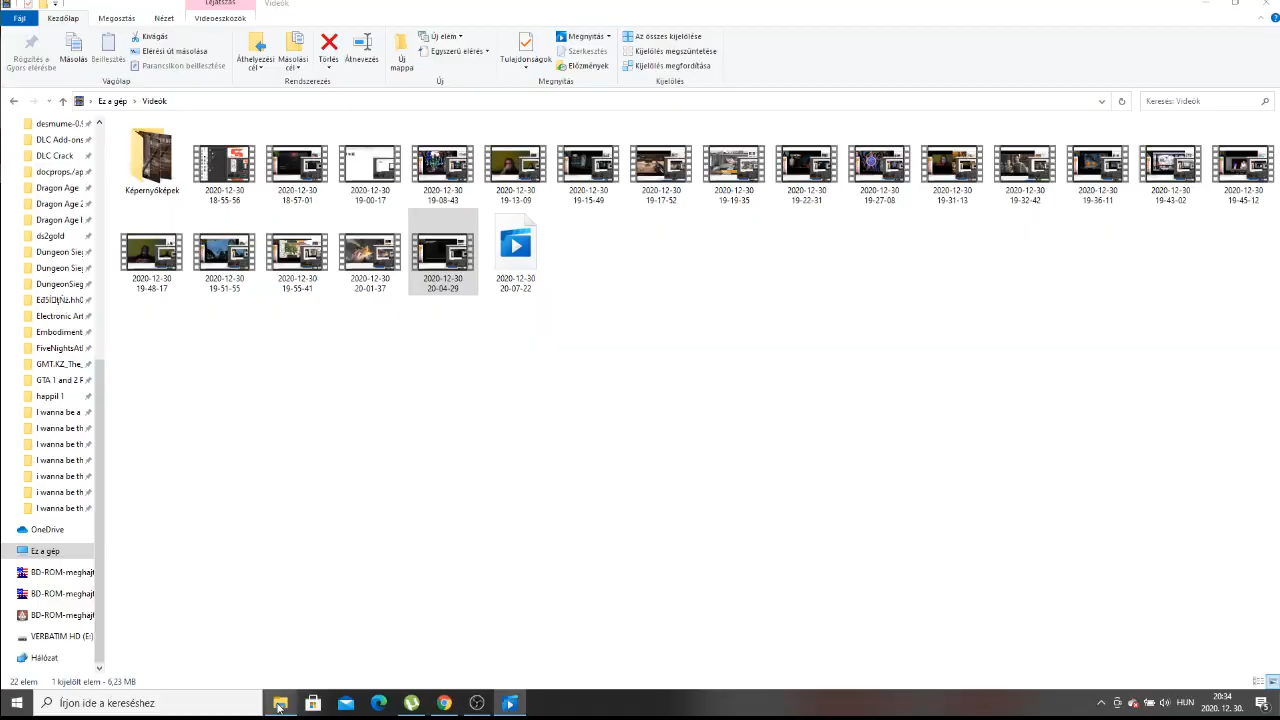 Lejátszás
Videók
Fájl
Kezdőlap
Megosztás
Nézet
Videoeszközök
Rögzítés a
Gyors elérésbe
Másolás
Beillesztés
Kivágás
Elérési út másolása
Parancsikon beillesztése
Vágólap
Áthelyezési
cél
Másolási
cél
Törlés
Átnevezés
Rendszerezés
Új
mappa
Új elem
Egyszerű elérés
Új
Tulajdonságok
Megnyitás
Szerkesztés
Előzmények
Megnyitás
Az összes kijelölése
Kijelölés megszüntetése
Kijelölés megfordítása
Kijelölés
Ez a gép
Videók
Keresés: Videók
desmume-0.9
DLC Add-ons
DLC Crack
docprops./ap
Dragon Age
Dragon Age 2
Dragon Age I
ds2gold
Dungeon Sieg
Dungeon Sieg
DungeonSieg
Electronic Art
Embodiment
FiveNightsAtl
GMT.KZ_The_
GTA 1 and 2 F
happil 1
I wanna be a
I wanna be th
I wanna be th
I wanna be th
i wanna be th
i wanna be th
I wanna be th
OneDrive
Ez a gép
BD-ROM-meghajt
BD-ROM-meghajt
BD-ROM-meghajt
VERBATIM HD (E:)
Hálózat
Képernyőképek
2020-12-30
18-55-56
2020-12-30
18-57-01
2020-12-30
19-00-17
2020-12-30
19-08-43
2020-12-30
19-13-09
2020-12-30
19-15-49
2020-12-30
19-17-52
2020-12-30
19-19-35
2020-12-30
19-22-31
2020-12-30
19-27-08
2020-12-30
19-31-13
2020-12-30
19-32-42
2020-12-30
19-36-11
2020-12-30
19-43-02
2020-12-30
19-45-12
2020-12-30
19-48-17
2020-12-30
19-51-55
2020-12-30
19-55-41
2020-12-30
20-01-37
2020-12-30
20-04-29
2020-12-30
20-07-22
22 elem
1 kijelölt elem - 6,23 MB
Írjon ide a kereséshez
HUN
20:34
2020. 12. 30.
5